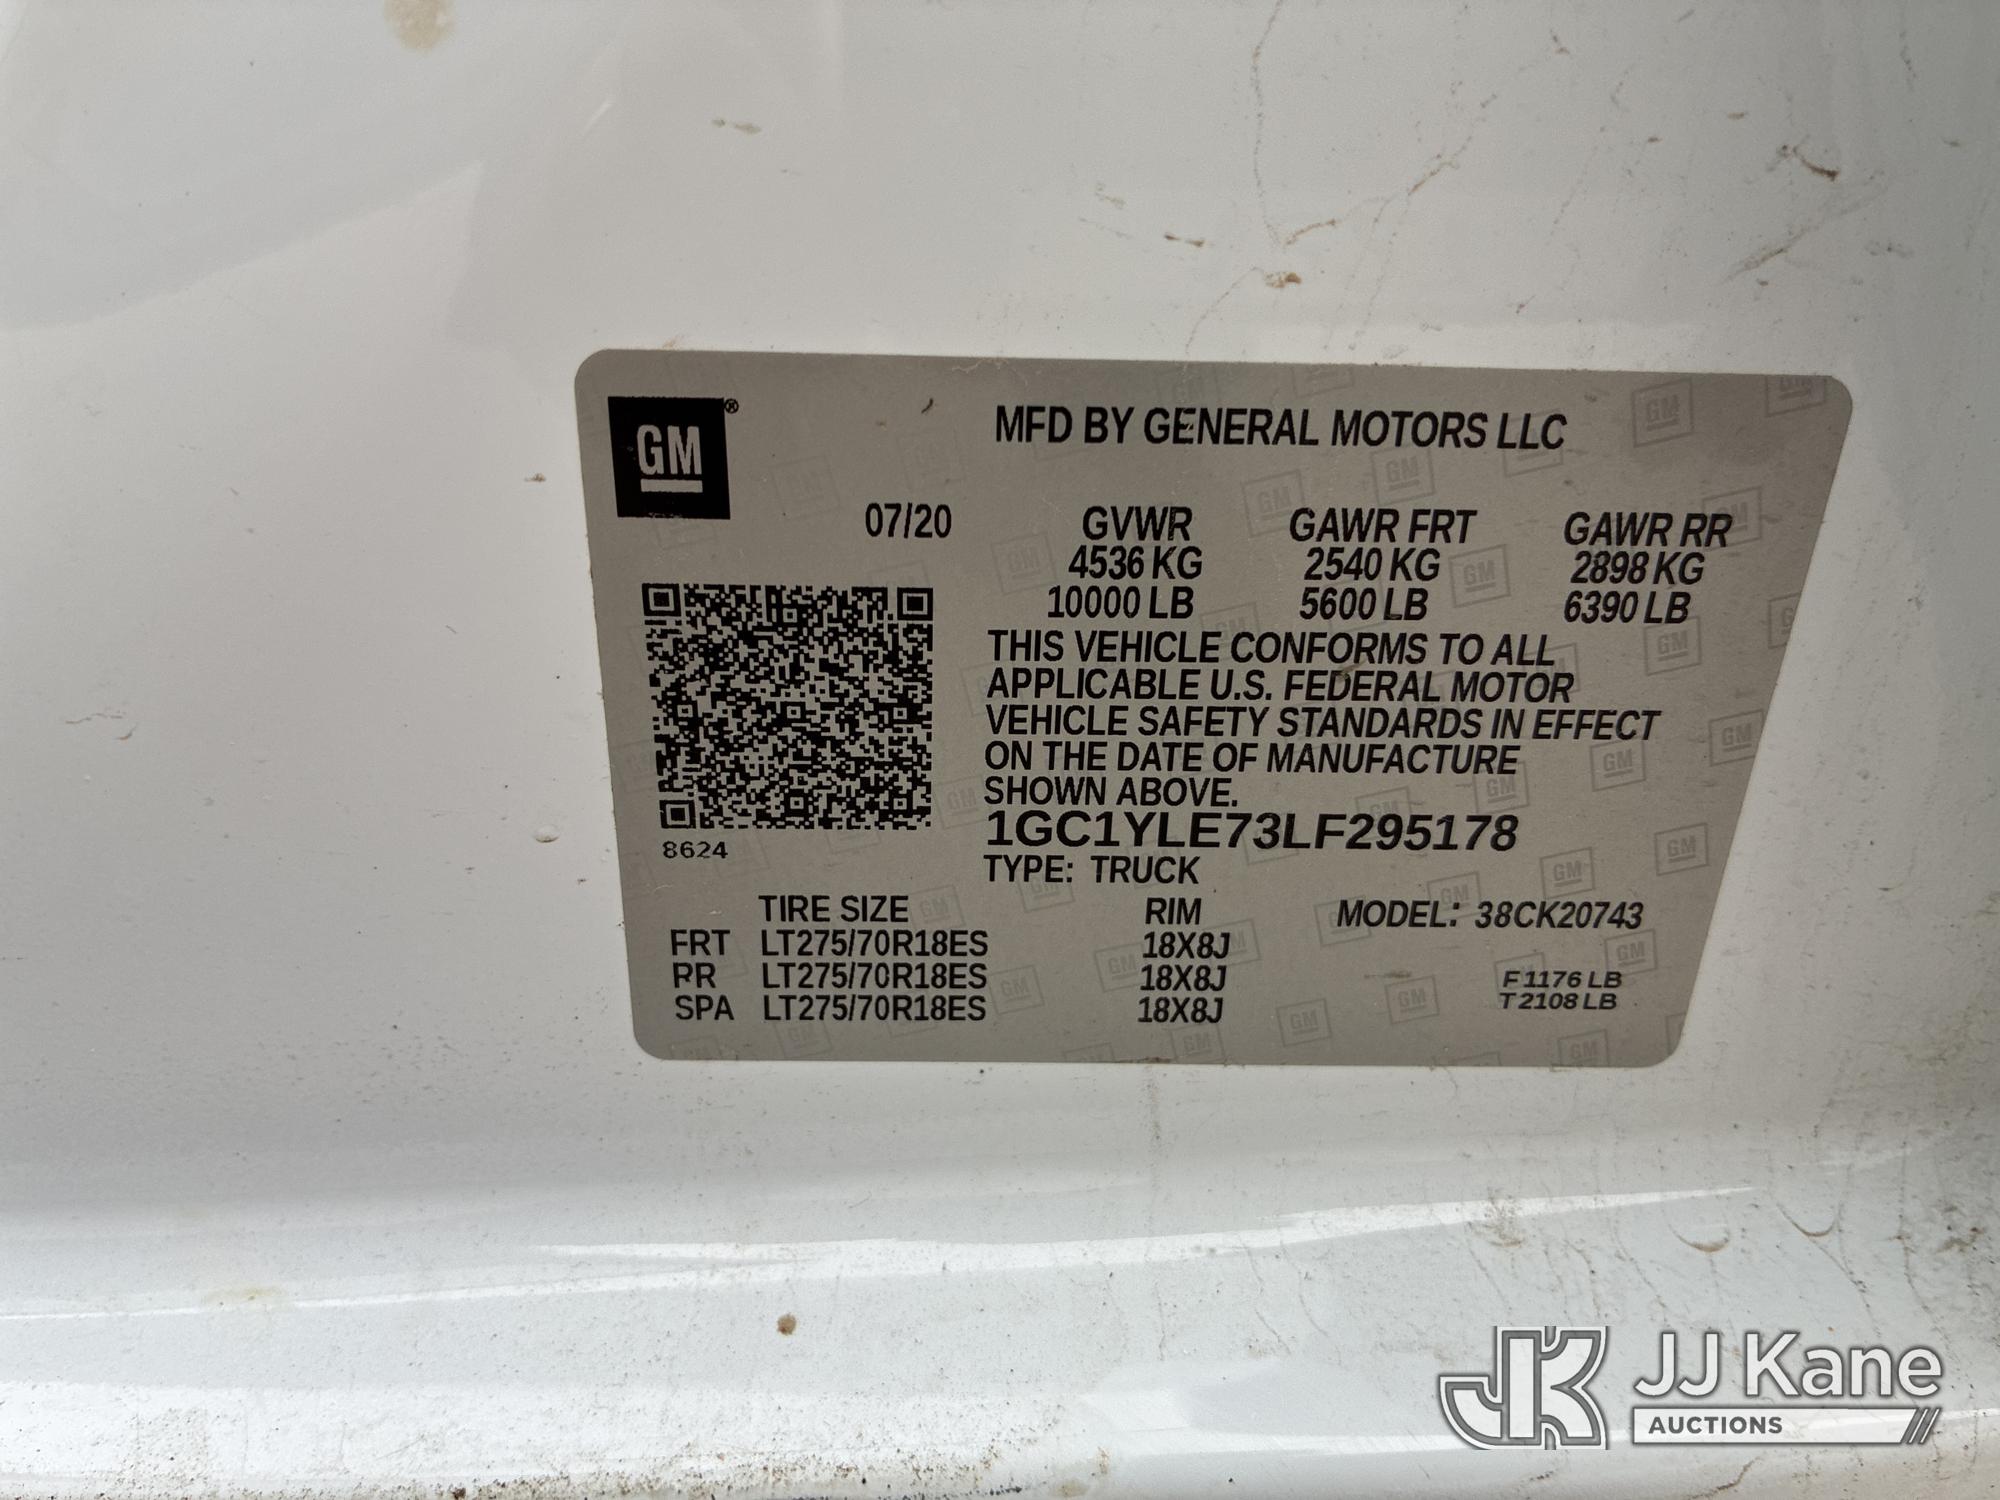 GM®
MFD BY GENERAL MOTORS LLC
07/20 GVWR GAWR FRT GAWR RR
4536 KG 2540 KG 2898 KG
10000 LB 5600 LB 6390 LB
THIS VEHICLE CONFORMS TO ALL
APPLICABLE U.S. FEDERAL MOTOR
VEHICLE SAFETY STANDARDS IN EFFECT
ON THE DATE OF MANUFACTURE
SHOWN ABOVE.
1GC1YLE73LF295178
8624
TYPE: TRUCK
TIRE SIZE RIM MODEL: 38CK20743
FRT LT275/70R18ES 18X8J
RR LT275/70R18ES 18X8J F 1176 LB
SPA LT275/70R18ES 18X8J T 2108 LB
JK JJ Kane
AUCTIONS